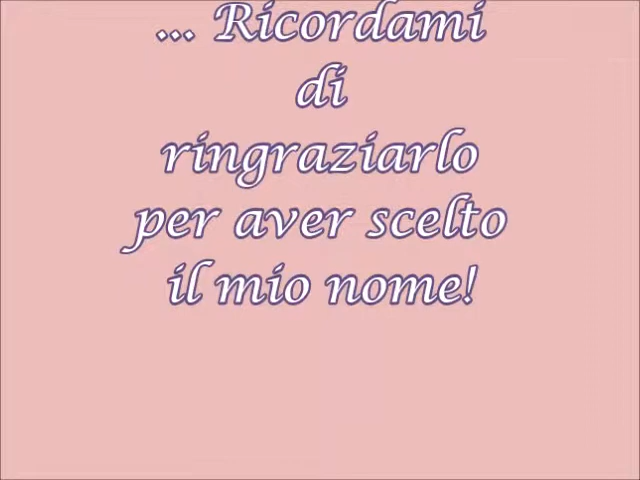 ... Ricordami
di
ringraziarlo
per aver scelto
il mio nome!